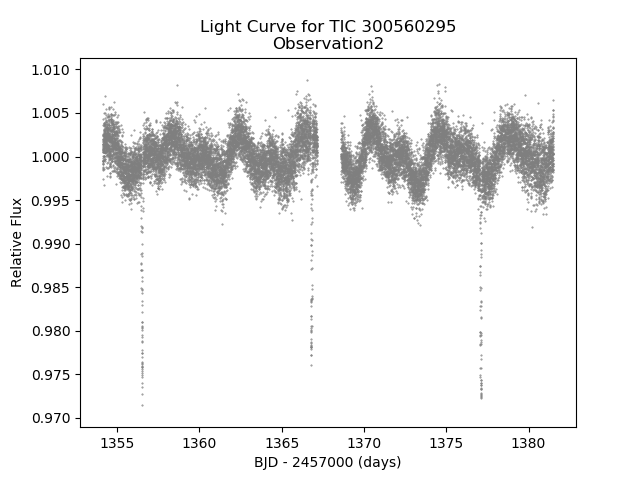 Light Curve for TIC 300560295
Observation2
1.010
1.005
1.000
0.995
0.990
0.985
0.980
0.975
0.970
Relative Flux
1355 1360 1365 1370 1375 1380
BJD - 2457000 (days)